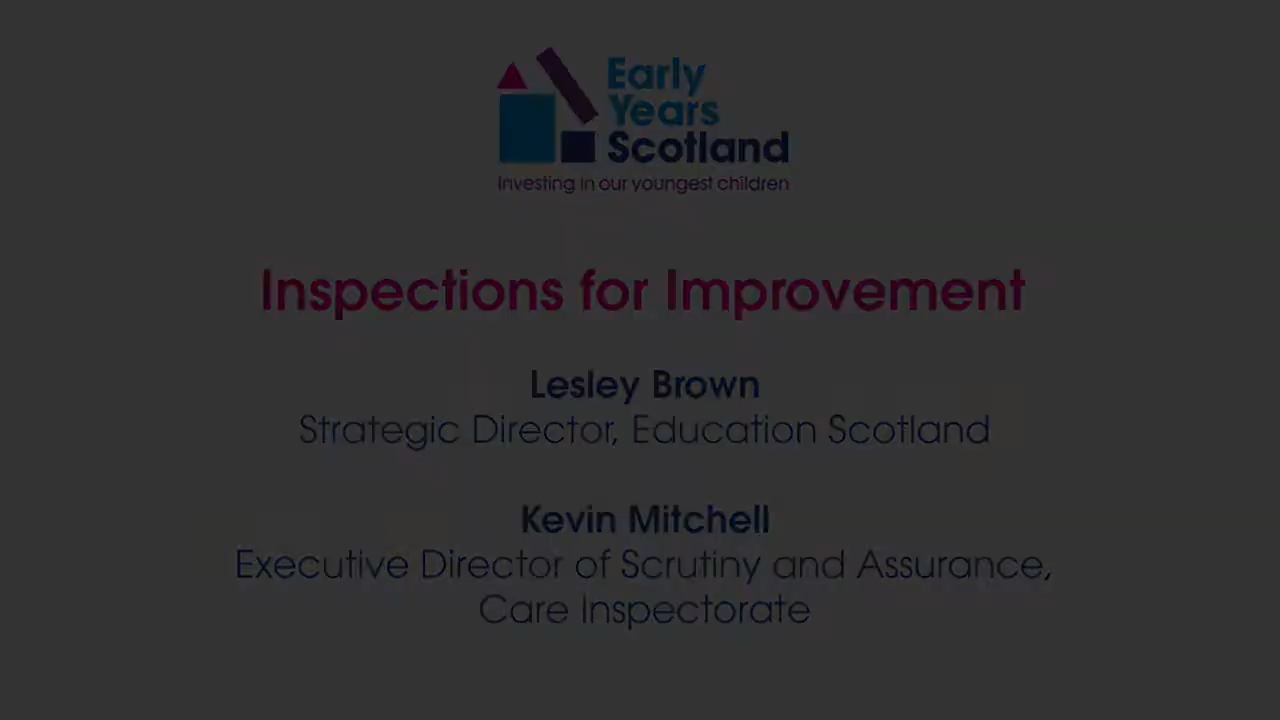 Early
Years
Scotland
Investing in our youngest children
Inspections for Improvement
Lesley Brown
Strategic Director, Education Scotland
Kevin Mitchell
Executive Director of Scrutiny and Assurance,
Care Inspectorate